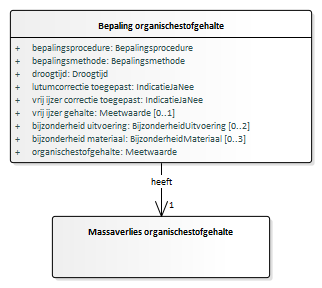 Bepaling organischestofgehalte
+ bepalingsprocedure: Bepalingsprocedure
+ bepalingsmethode: Bepalingsmethode
+ droogtijd: Droogtijd
+ lutumcorrectie toegepast: IndicatieJaNee
+ vrij ijzer correctie toegepast: IndicatieJaNee
+ vrij ijzer gehalte: Meetwaarde [0..1]
+ bijzonderheid uitvoering: BijzonderheidUitvoering [0..2]
+ bijzonderheid materiaal: BijzonderheidMateriaal [0..3]
+ organischestofgehalte: Meetwaarde
heeft
1
Massaverlies organischestofgehalte